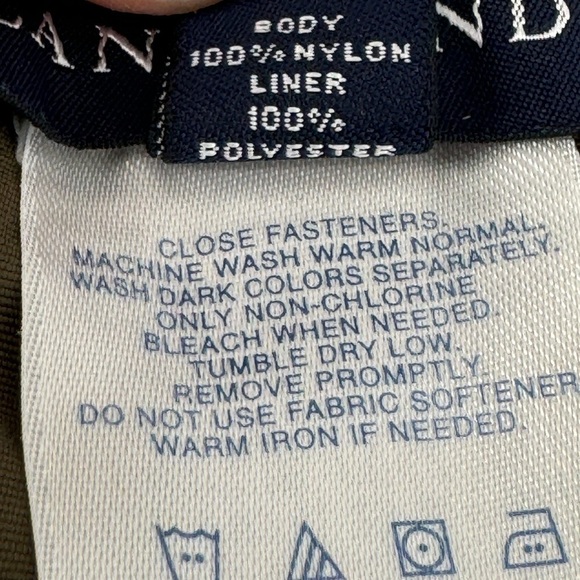 BODY
100% NYLON
LINER
100%
POLYESTER
CLOSE FASTENERS.
MACHINE WASH WARM NORMAL.
WASH DARK COLORS SEPARATELY.
ONLY NON-CHLORINE
BLEACH WHEN NEEDED.
TUMBLE DRY LOW.
REMOVE PROMPTLY.
DO NOT USE FABRIC SOFTENER
WARM IRON IF NEEDED.